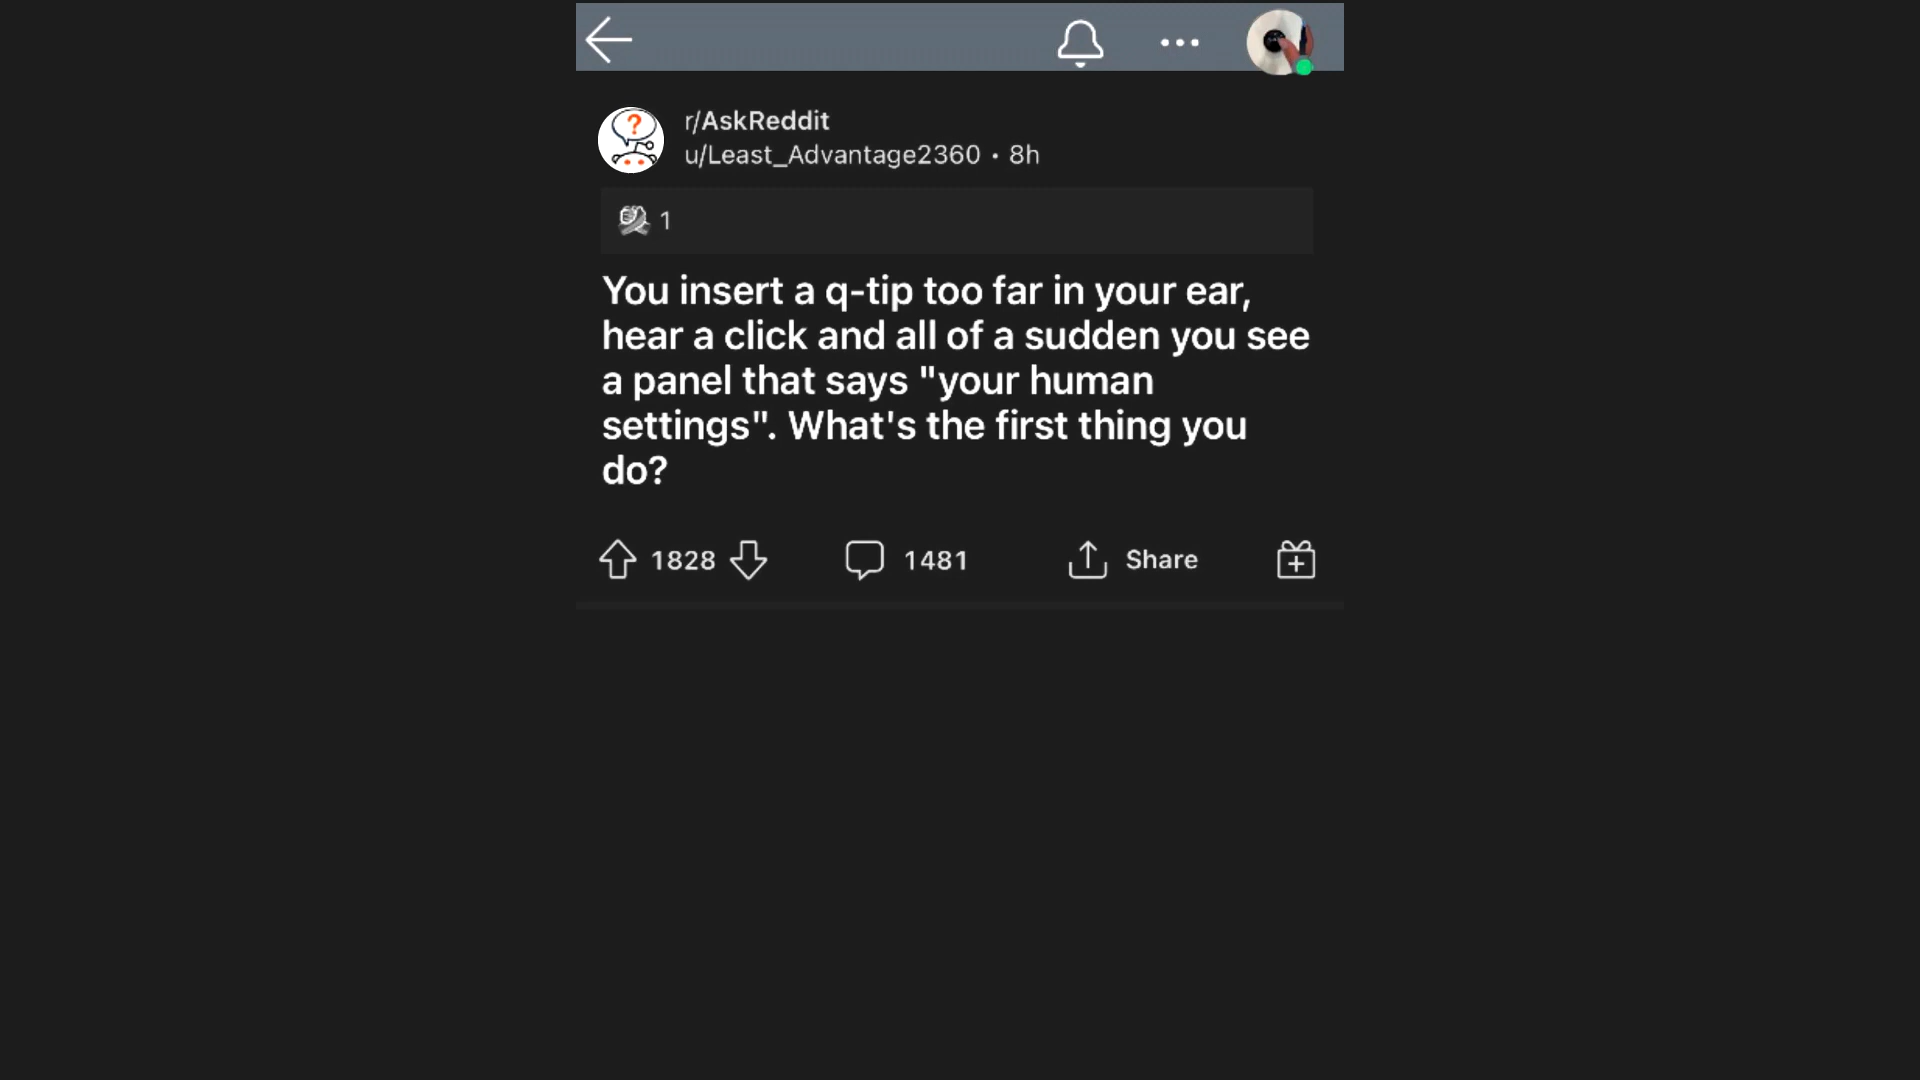 r/AskReddit
u/Least_Advantage2360 • 8h
1
You insert a q-tip too far in your ear,
hear a click and all of a sudden you see
a panel that says "your human
settings". What's the first thing you
do?
1828 1481 Share